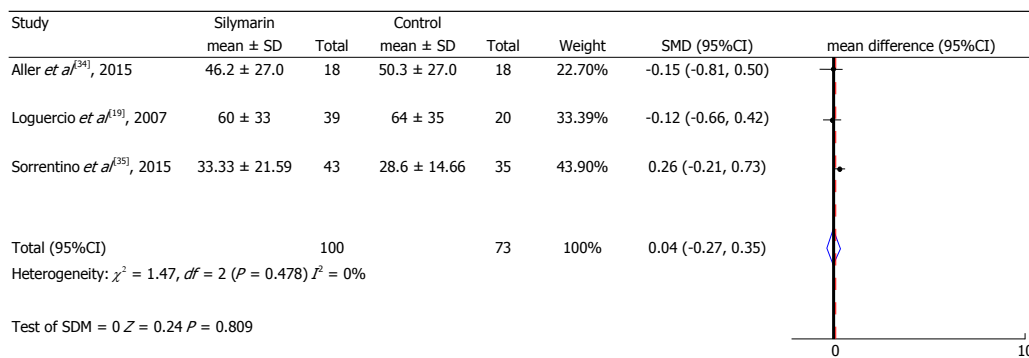 Study Silymarin Control
mean ± SD Total mean ± SD Total Weight SMD (95%CI) mean difference (95%CI)
Aller et al[34], 2015 46.2 ± 27.0 18 50.3 ± 27.0 18 22.70% -0.15 (-0.81, 0.50)
Loguercio et al[19], 2007 60 ± 33 39 64 ± 35 20 33.39% -0.12 (-0.66, 0.42)
Sorrentino et al[35], 2015 33.33 ± 21.59 43 28.6 ± 14.66 35 43.90% 0.26 (-0.21, 0.73)
Total (95%CI) 100 73 100% 0.04 (-0.27, 0.35)
Heterogeneity: χ² = 1.47, df = 2 (P = 0.478) I² = 0%
Test of SDM = 0 Z = 0.24 P = 0.809
0 10